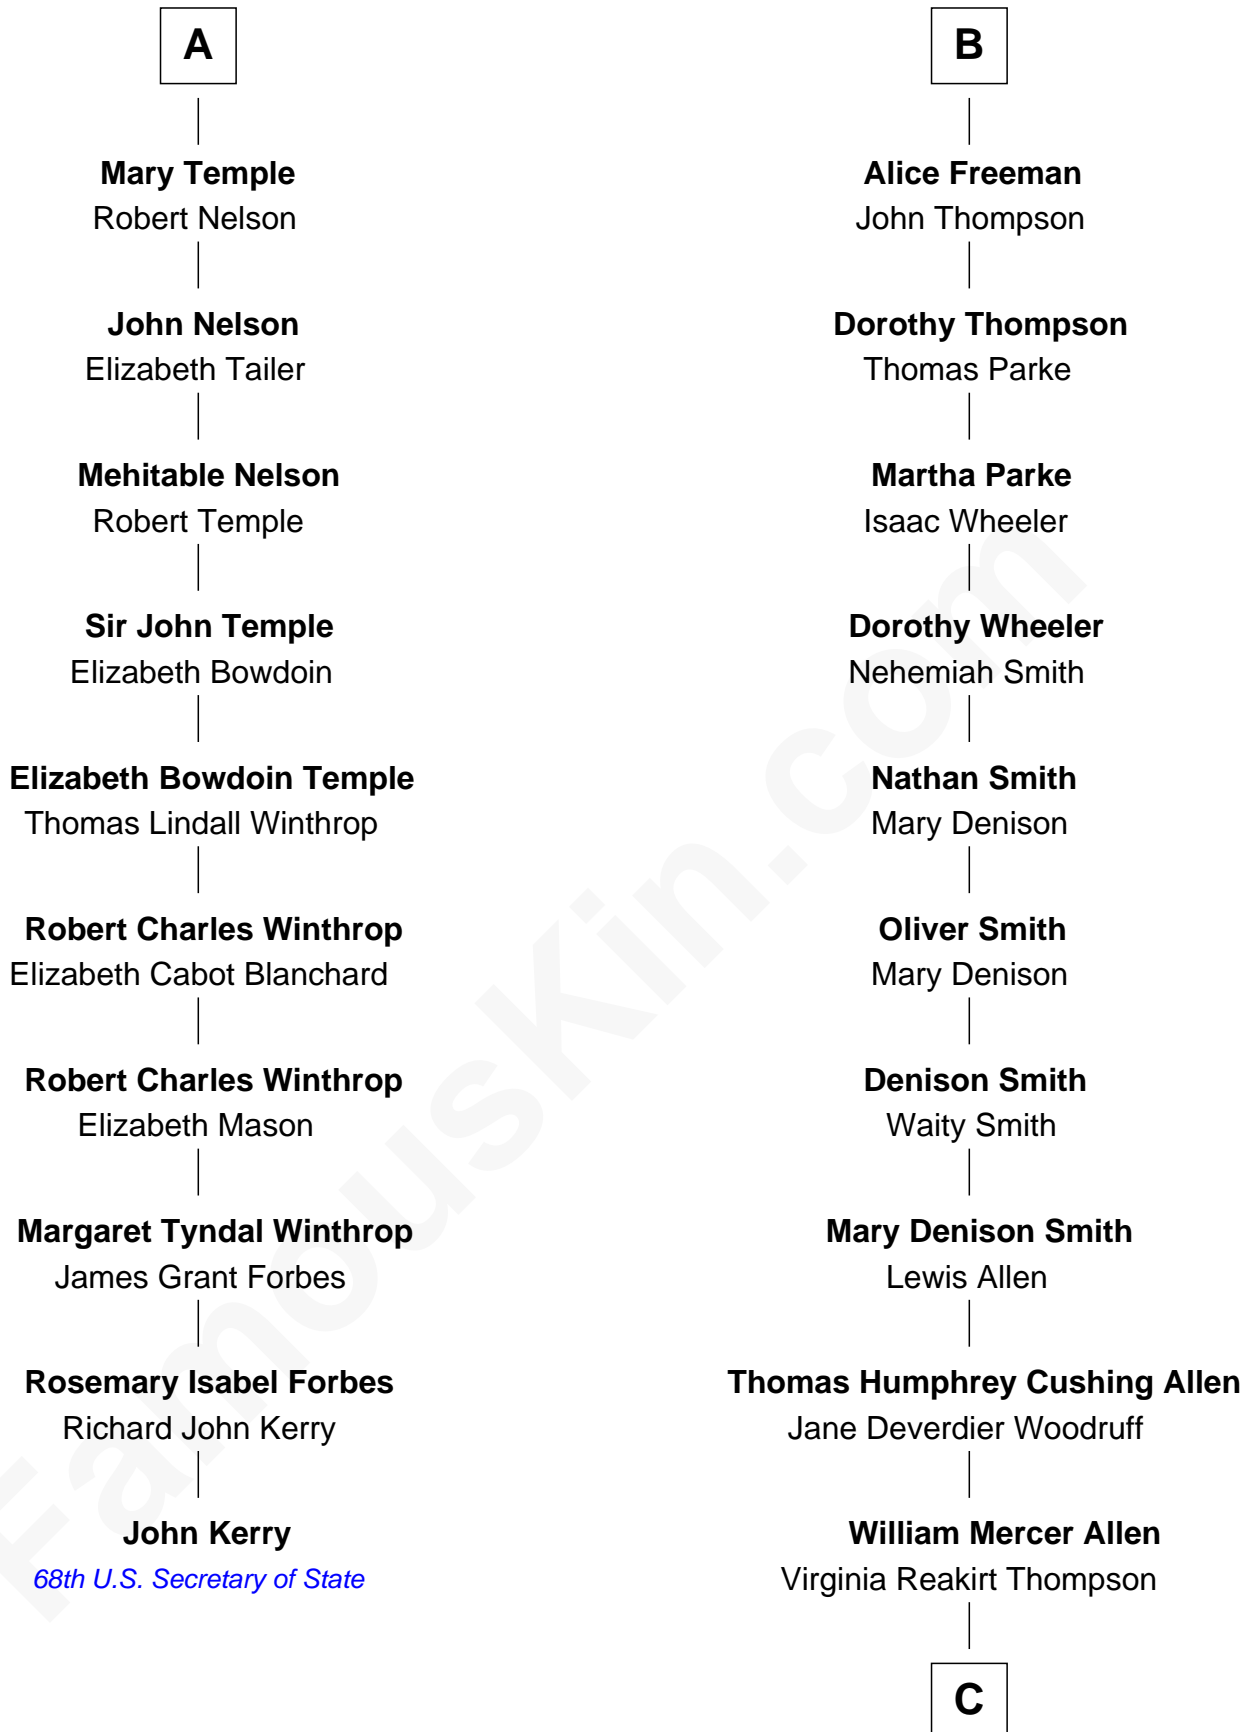 A
Mary Temple
Robert Nelson
John Nelson
Elizabeth Tailer
Mehitable Nelson
Robert Temple
Sir John Temple
Elizabeth Bowdoin
Elizabeth Bowdoin Temple
Thomas Lindall Winthrop
Robert Charles Winthrop
Elizabeth Cabot Blanchard
Robert Charles Winthrop
Elizabeth Mason
Margaret Tyndal Winthrop
James Grant Forbes
Rosemary Isabel Forbes
Richard John Kerry
John Kerry
68th U.S. Secretary of State
B
Alice Freeman
John Thompson
Dorothy Thompson
Thomas Parke
Martha Parke
Isaac Wheeler
Dorothy Wheeler
Nehemiah Smith
Nathan Smith
Mary Denison
Oliver Smith
Mary Denison
Denison Smith
Waity Smith
Mary Denison Smith
Lewis Allen
Thomas Humphrey Cushing Allen
Jane Deverdier Woodruff
William Mercer Allen
Virginia Reakirt Thompson
C
FamousKin.com